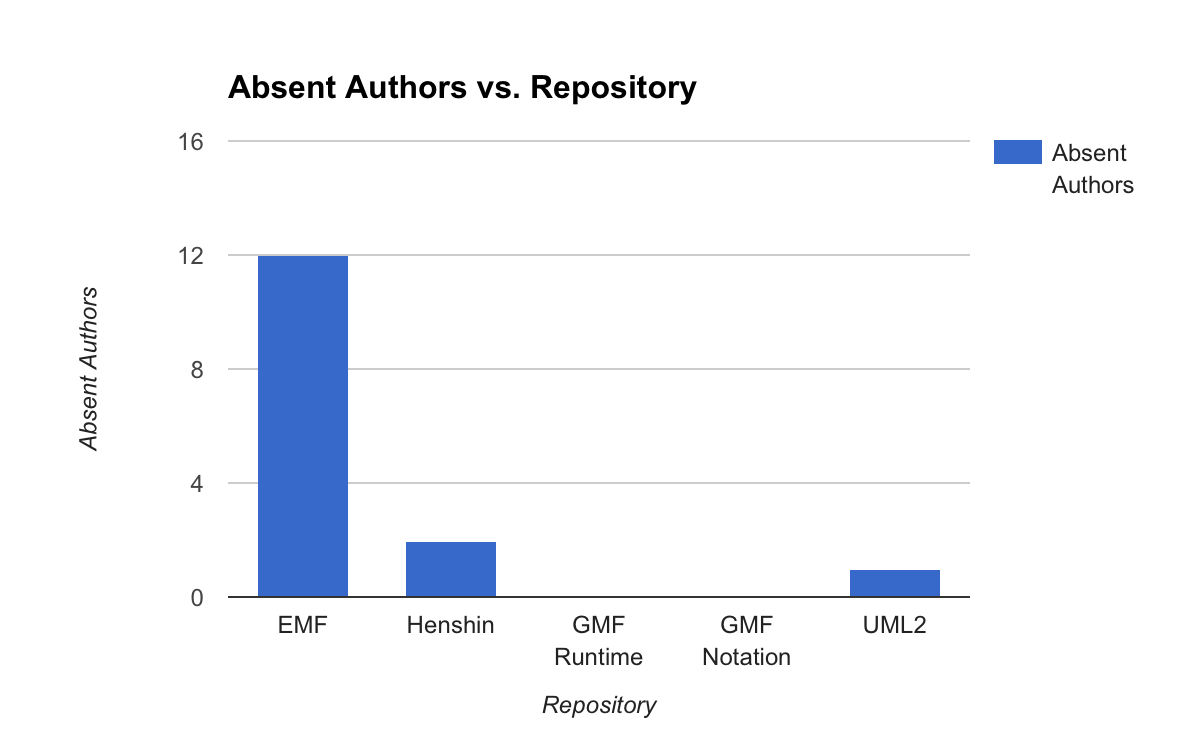 Absent Authors vs. Repository
16
12
8
4
0
Absent Authors
Absent
Authors
EMF
Henshin
GMF
Runtime
GMF
Notation
UML2
Repository